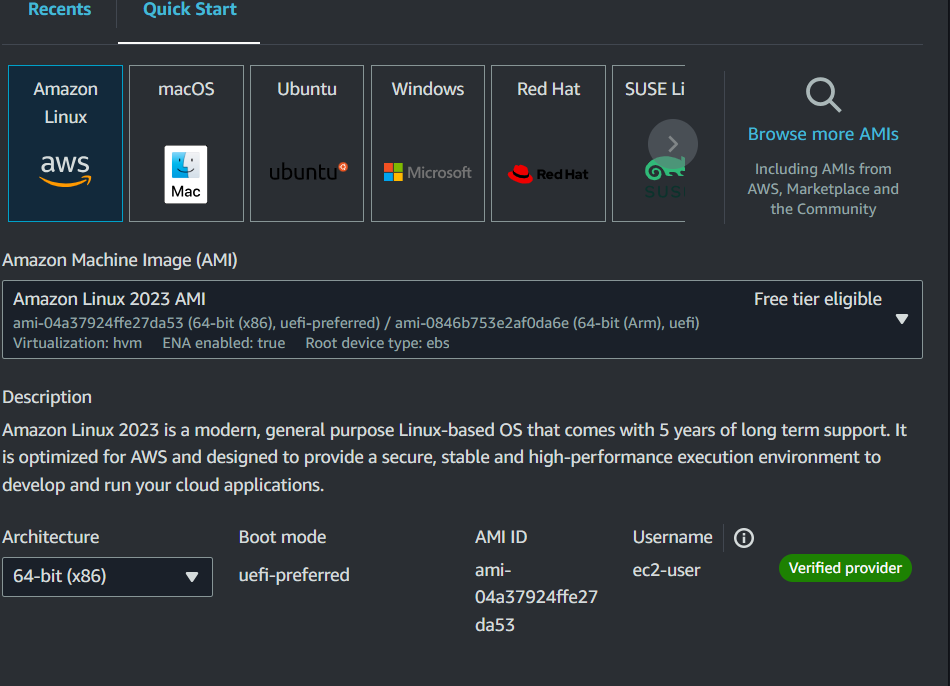 Recents
Quick Start
Amazon
Linux
aws
macOS
Mac
Ubuntu
ubuntu
Windows
Microsoft
Red Hat
Red Hat
SUSE Li
SUS
Browse more AMIs
Including AMIs from
AWS, Marketplace and
the Community
Amazon Machine Image (AMI)
Amazon Linux 2023 AMI
Free tier eligible
ami-04a37924ffe27da53 (64-bit (x86), uefi-preferred) / ami-0846b753e2af0da6e (64-bit (Arm), uefi)
Virtualization: hvm ENA enabled: true Root device type: ebs
Description
Amazon Linux 2023 is a modern, general purpose Linux-based OS that comes with 5 years of long term support. It
is optimized for AWS and designed to provide a secure, stable and high-performance execution environment to
develop and run your cloud applications.
Architecture
64-bit (x86)
Boot mode
uefi-preferred
AMI ID
ami-
04a37924ffe27
da53
Username
ec2-user
Verified provider